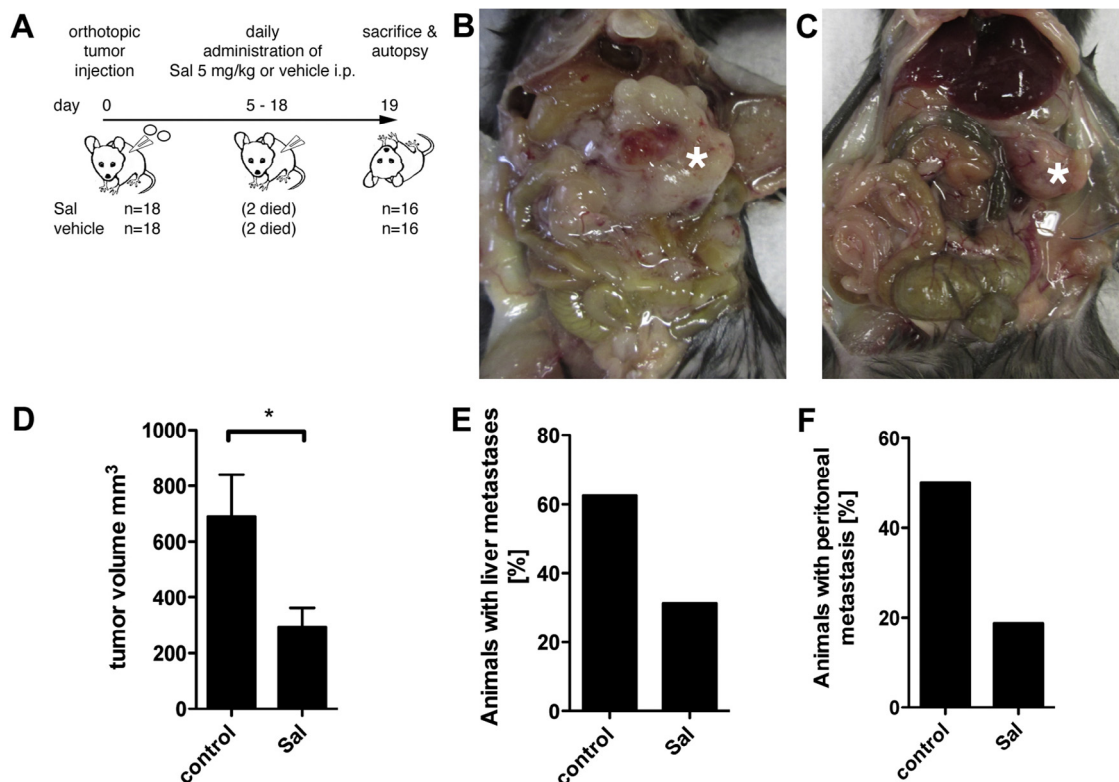 A
orthotopic tumor injection
daily administration of Sal 5 mg/kg or vehicle i.p.
sacrifice & autopsy
day 0 5 - 18 19
Sal n=18 (2 died) n=16
vehicle n=18 (2 died) n=16
B
*
C
*
D
tumor volume mm³
1000
800
600
400
200
0
*
control
Sal
E
Animals with liver metastases
[%]
80
60
40
20
0
control
Sal
F
Animals with peritoneal
metastasis [%]
60
40
20
0
control
Sal